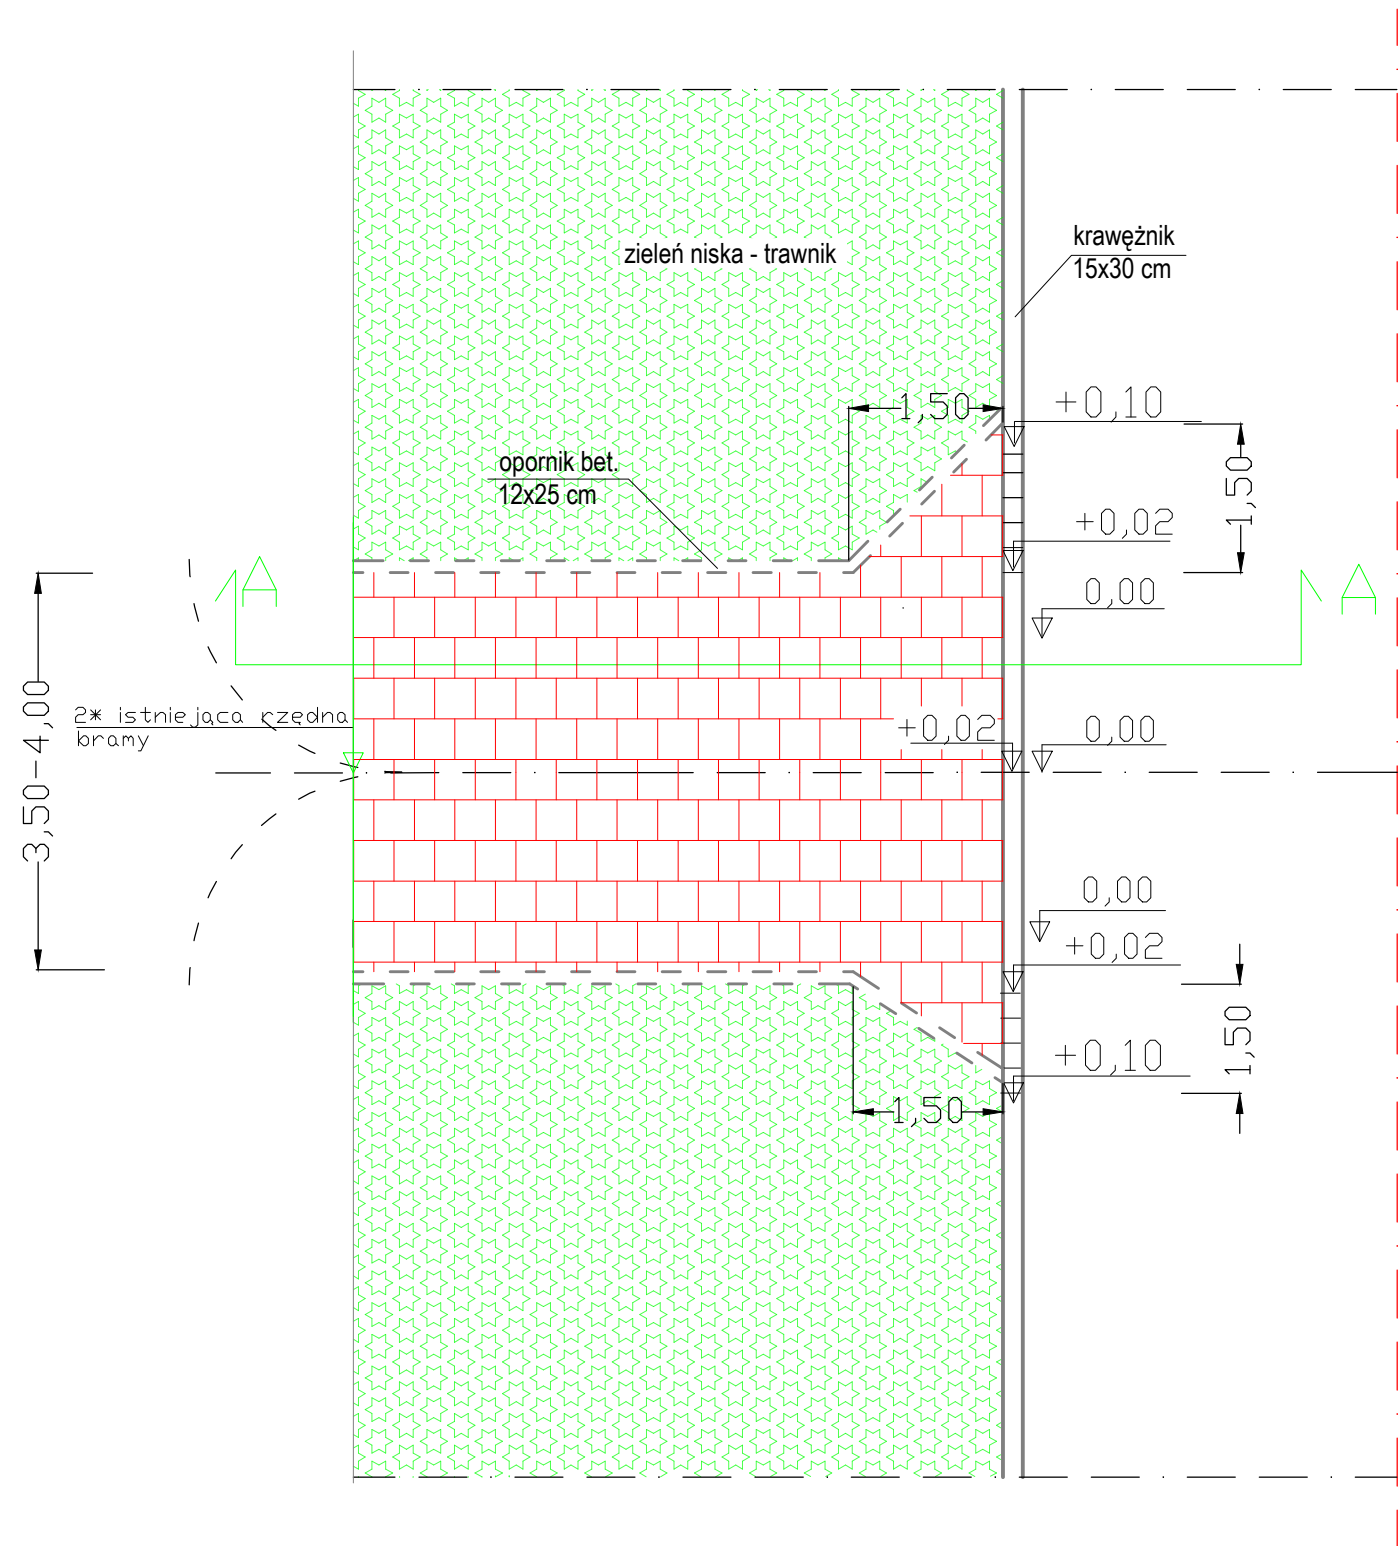 zieleń niska - trawnik
krawężnik
15x30 cm
1,50
+0,10
opornik bet.
12x25 cm
1,50
+0,02
A
A
0,00
3,50-4,00
2* istniejąca rzędna
bramy
+0,02
0,00
0,00
+0,02
1,50
+0,10
1,50